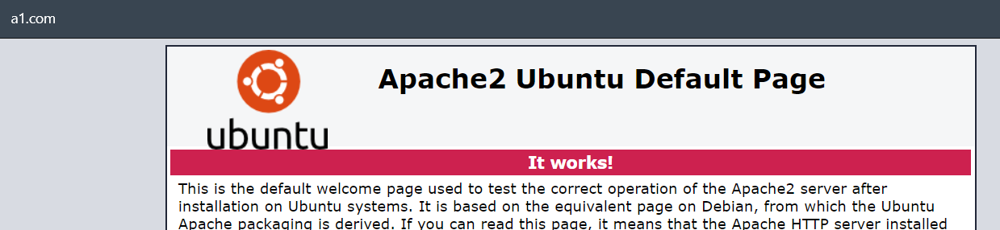 a1.com
Apache2 Ubuntu Default Page
ubuntu
It works!
This is the default welcome page used to test the correct operation of the Apache2 server after
installation on Ubuntu systems. It is based on the equivalent page on Debian, from which the Ubuntu
Apache packaging is derived. If you can read this page, it means that the Apache HTTP server installed